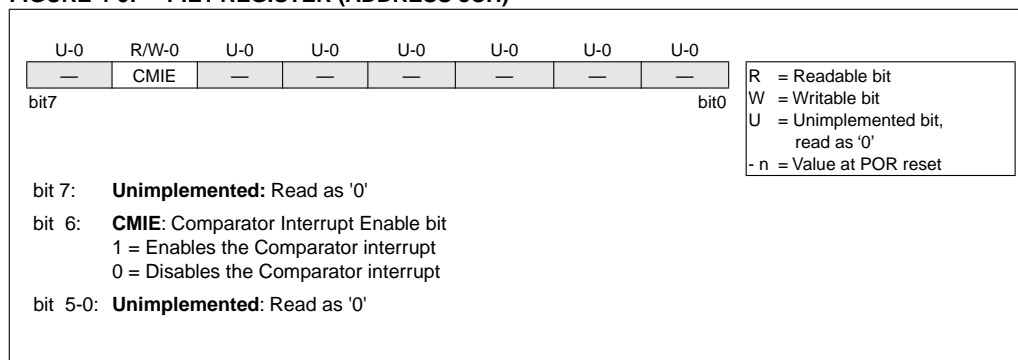 U-0 R/W-0 U-0 U-0 U-0 U-0 U-0 U-0
— CMIE — — — — — —
bit7 bit0
R = Readable bit
W = Writable bit
U = Unimplemented bit,
read as ‘0’
- n = Value at POR reset
bit 7: Unimplemented: Read as '0'
bit 6: CMIE: Comparator Interrupt Enable bit
1 = Enables the Comparator interrupt
0 = Disables the Comparator interrupt
bit 5-0: Unimplemented: Read as '0'